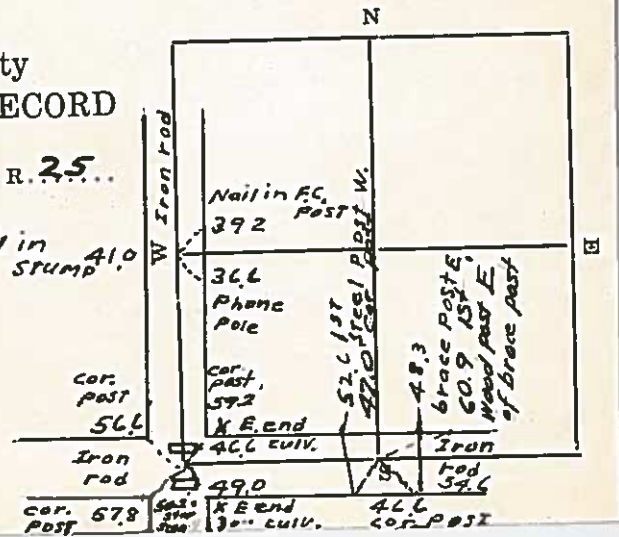 N
ty
ECORD
R. 25
Iron rod
Nail in F.C.
Post
39.2
l in
stump 41.0
W
E
36.6
Phone
Pole
52.6 1st
Steel post W.
47.0 cor post
48.3
brace post E.
60.9 1st
Wood post E
of brace post
cor.
post
56.6
cor.
post.
59.2
X E. end
46.6 culv.
Iron
rod
Iron
rod
54.6
S
cor.
post 67.8
49.0
X E end
30" culv.
46.6
cor post